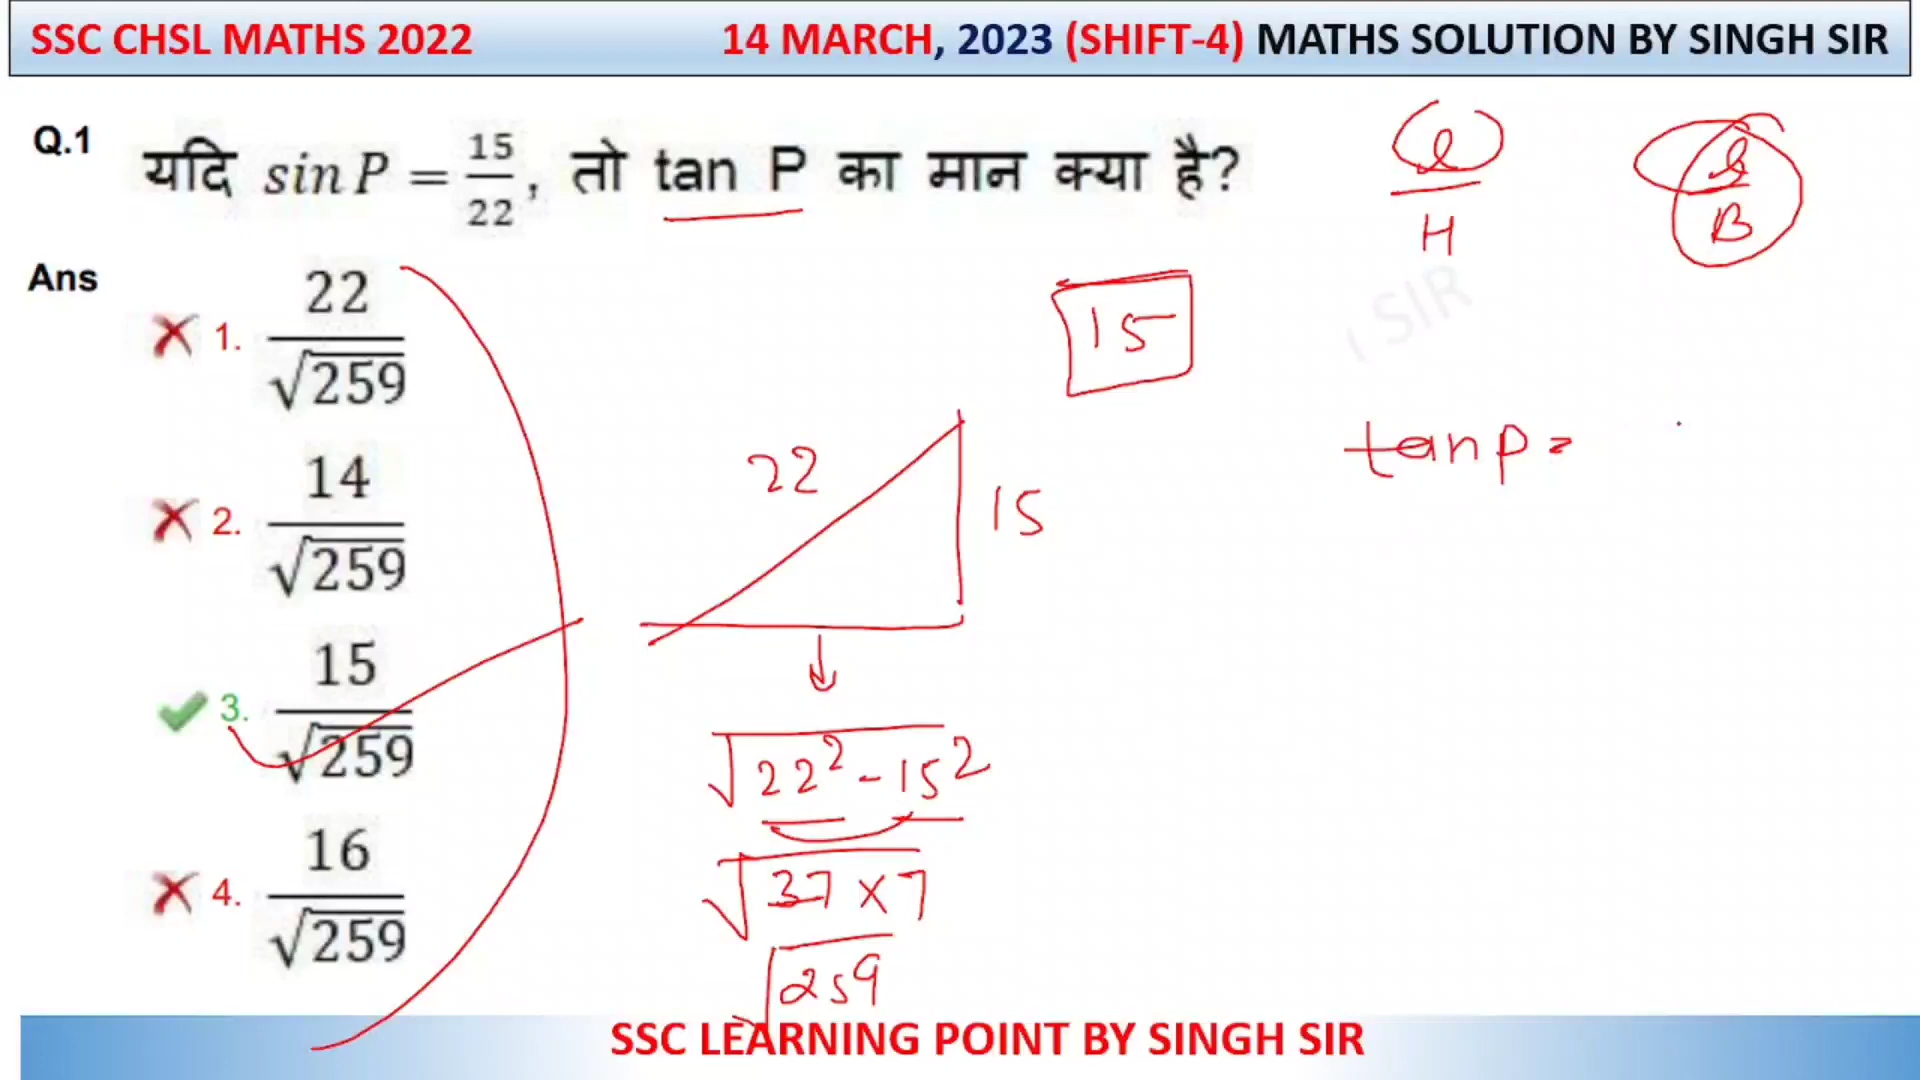 SSC CHSL MATHS 2022 14 MARCH, 2023 (SHIFT-4) MATHS SOLUTION BY SINGH SIR
Q.1 यदि sin P = 15/22, तो tan P का मान क्या है?
H
B
Ans
1. 22/√259
15
SIR
tan P =
2. 14/√259
22
15
3. 15/√259
√22² - 15²
4. 16/√259
√37 × 7
√259
SSC LEARNING POINT BY SINGH SIR